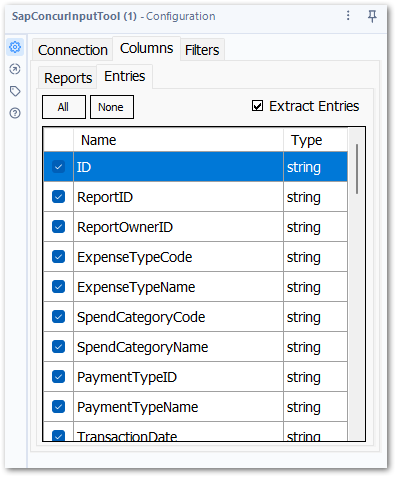 SapConcurInputTool (1) - Configuration
Connection Columns Filters
Reports Entries
All None Extract Entries
Name Type
ID string
ReportID string
ReportOwnerID string
ExpenseTypeCode string
ExpenseTypeName string
SpendCategoryCode string
SpendCategoryName string
PaymentTypeID string
PaymentTypeName string
TransactionDate string